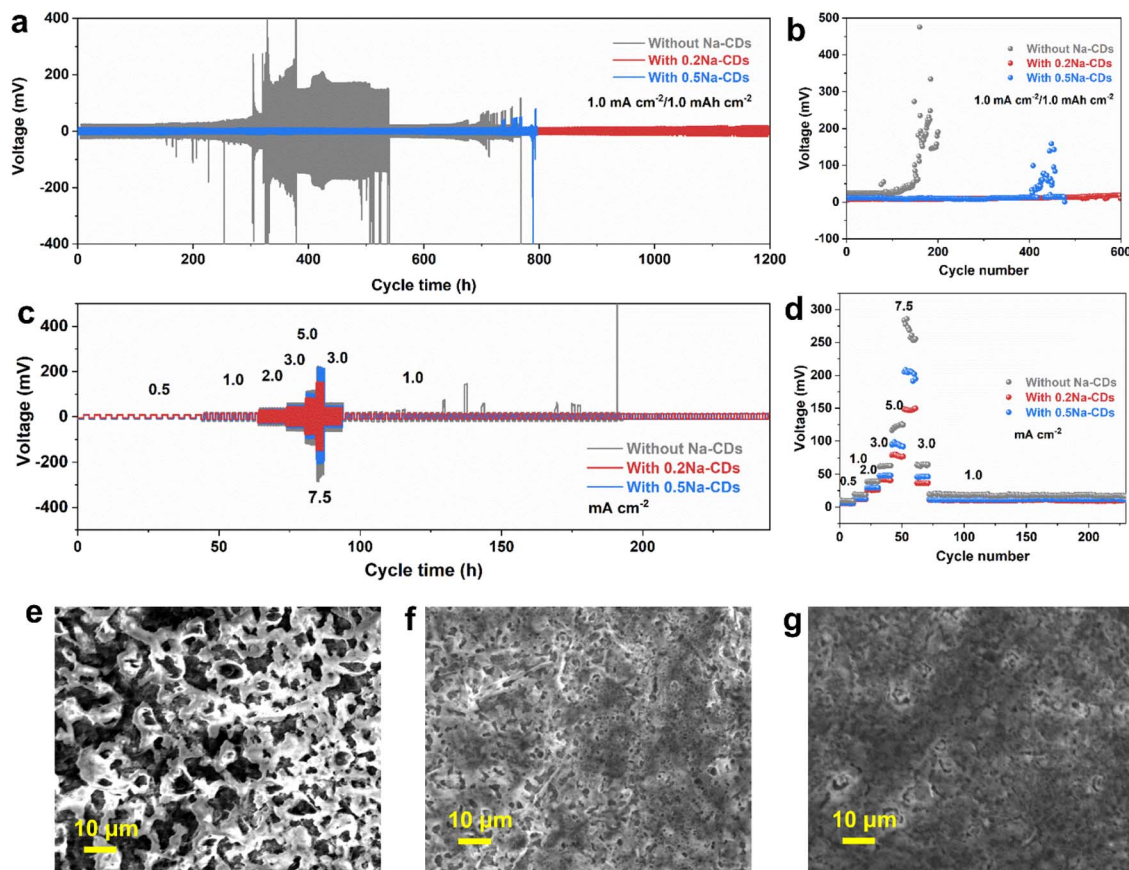 a
400
200
0
-200
-400
Voltage (mV)
Without Na-CDs
With 0.2Na-CDs
With 0.5Na-CDs
1.0 mA cm⁻²/1.0 mAh cm⁻²
0 200 400 600 800 1000 1200
Cycle time (h)
b
500
400
300
200
100
0
-100
Voltage (mV)
Without Na-CDs
With 0.2Na-CDs
With 0.5Na-CDs
1.0 mA cm⁻²/1.0 mAh cm⁻²
0 200 400 600
Cycle number
c
400
200
0
-200
-400
Voltage (mV)
0.5
1.0
2.0
3.0
5.0
3.0
1.0
7.5
Without Na-CDs
With 0.2Na-CDs
With 0.5Na-CDs
mA cm⁻²
0 50 100 150 200
Cycle time (h)
d
300
250
200
150
100
50
0
Voltage (mV)
7.5
5.0
3.0
1.0
2.0
0.5
3.0
1.0
Without Na-CDs
With 0.2Na-CDs
With 0.5Na-CDs
mA cm⁻²
0 50 100 150 200
Cycle number
e
10 μm
f
10 μm
g
10 μm